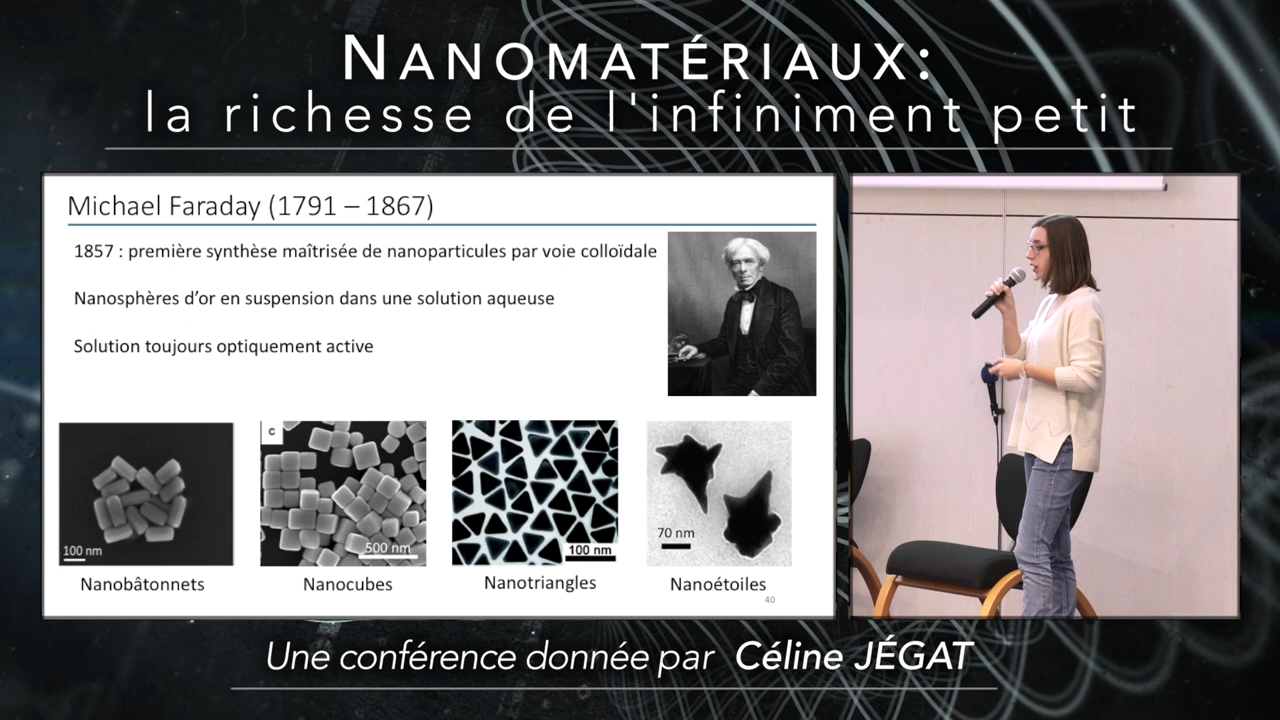 NANOMATÉRIAUX:
la richesse de l'infiniment petit
Michael Faraday (1791 – 1867)
1857 : première synthèse maîtrisée de nanoparticules par voie colloïdale
Nanosphères d'or en suspension dans une solution aqueuse
Solution toujours optiquement active
100 nm
c
500 nm
100 nm
70 nm
Nanobâtonnets
Nanocubes
Nanotriangles
Nanoétoiles
40
Une conférence donnée par Céline JÉGAT